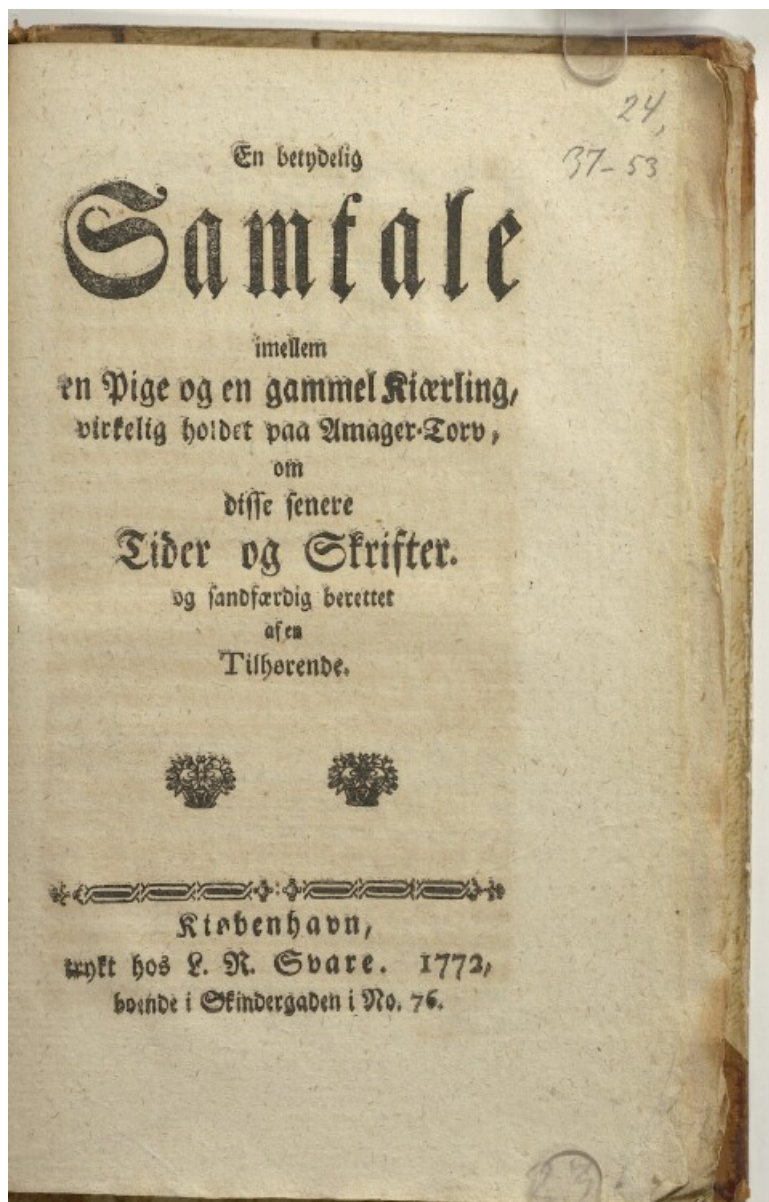 24,
37-53
En betydelig
Samtale
imellem
en Pige og en gammel Kiærling,
virkelig holdet paa Amager-Torv,
om
disse senere
Tider og Skrifter.
og sandfærdig berettet
af en
Tilhørende.
Kiøbenhavn,
trykt hos L. N. Svare. 1772,
boende i Skindergaden i No. 76.